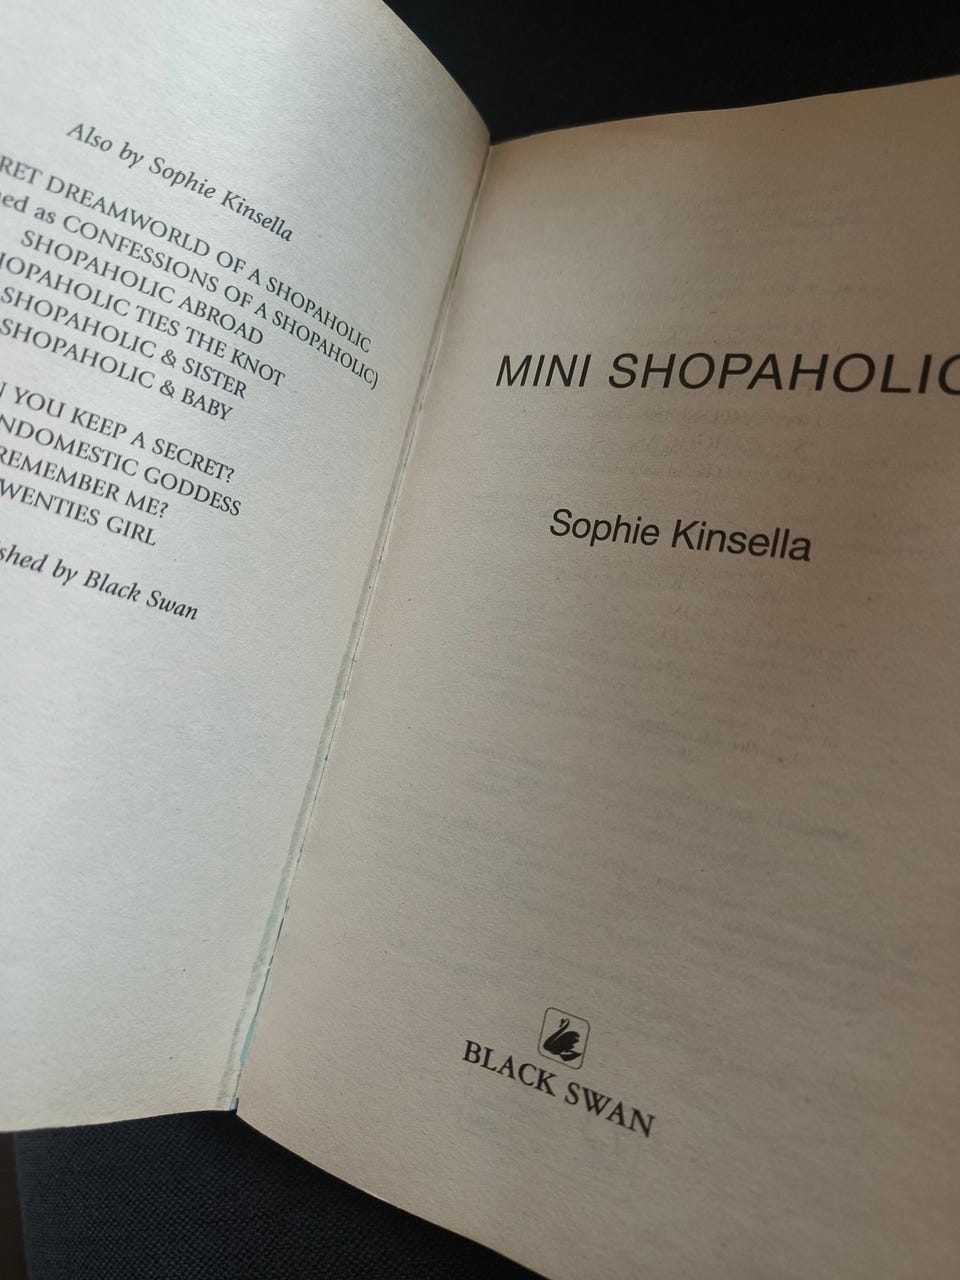 Also by Sophie Kinsella
RET DREAMWORLD OF A SHOPAHOLIC
ed as CONFESSIONS OF A SHOPAHOLIC)
SHOPAHOLIC ABROAD
HOPAHOLIC TIES THE KNOT
SHOPAHOLIC & SISTER
SHOPAHOLIC & BABY
N YOU KEEP A SECRET?
NDOMESTIC GODDESS
REMEMBER ME?
WENTIES GIRL
shed by Black Swan
MINI SHOPAHOLIC
Sophie Kinsella
BLACK SWAN